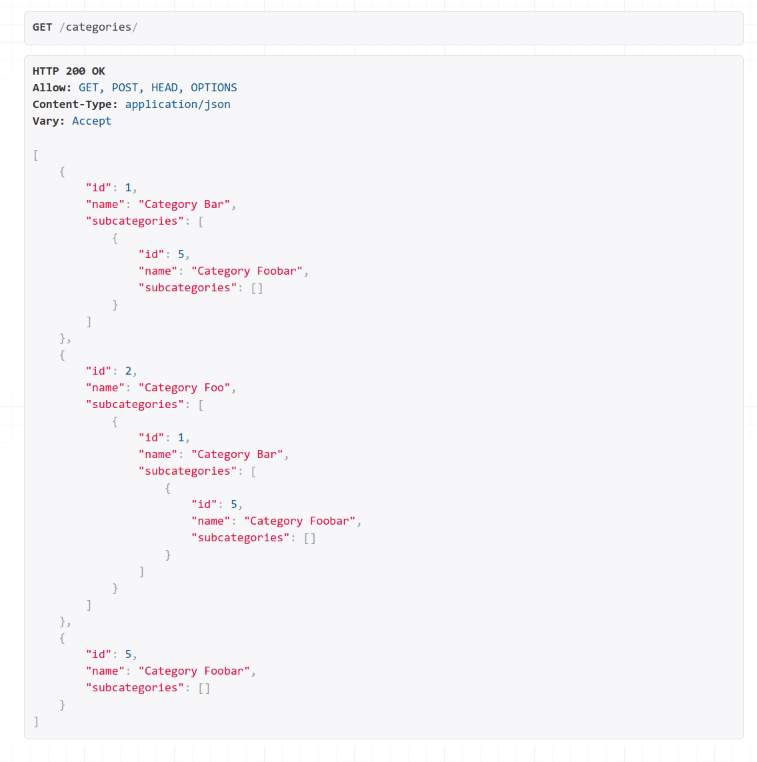 GET /categories/
HTTP 200 OK
Allow: GET, POST, HEAD, OPTIONS
Content-Type: application/json
Vary: Accept
[
    {
        "id": 1,
        "name": "Category Bar",
        "subcategories": [
            {
                "id": 5,
                "name": "Category Foobar",
                "subcategories": []
            }
        ]
    },
    {
        "id": 2,
        "name": "Category Foo",
        "subcategories": [
            {
                "id": 1,
                "name": "Category Bar",
                "subcategories": [
                    {
                        "id": 5,
                        "name": "Category Foobar",
                        "subcategories": []
                    }
                ]
            }
        ]
    },
    {
        "id": 5,
        "name": "Category Foobar",
        "subcategories": []
    }
]